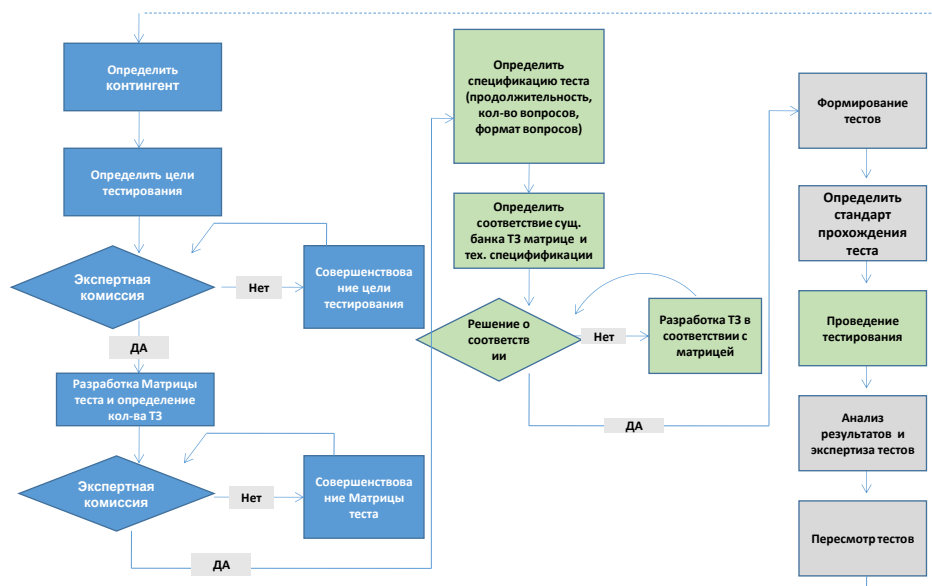 Определить
контингент
Определить цели
тестирования
Экспертная
комиссия
Нет
Совершенствова
ние цели
тестирования
ДА
Разработка Матрицы
теста и определение
кол-ва ТЗ
Экспертная
комиссия
Нет
Совершенствова
ние Матрицы
теста
ДА
Определить
спецификацию теста
(продолжительность,
кол-во вопросов,
формат вопросов)
Определить
соответствие сущ.
банка ТЗ матрице и
тех. спецфификации
Решение о
соответств
ии
Нет
Разработка ТЗ в
соответствии с
матрицей
ДА
Формирование
тестов
Определить
стандарт
прохождения
теста
Проведение
тестирования
Анализ
результатов и
экспертиза тестов
Пересмотр тестов